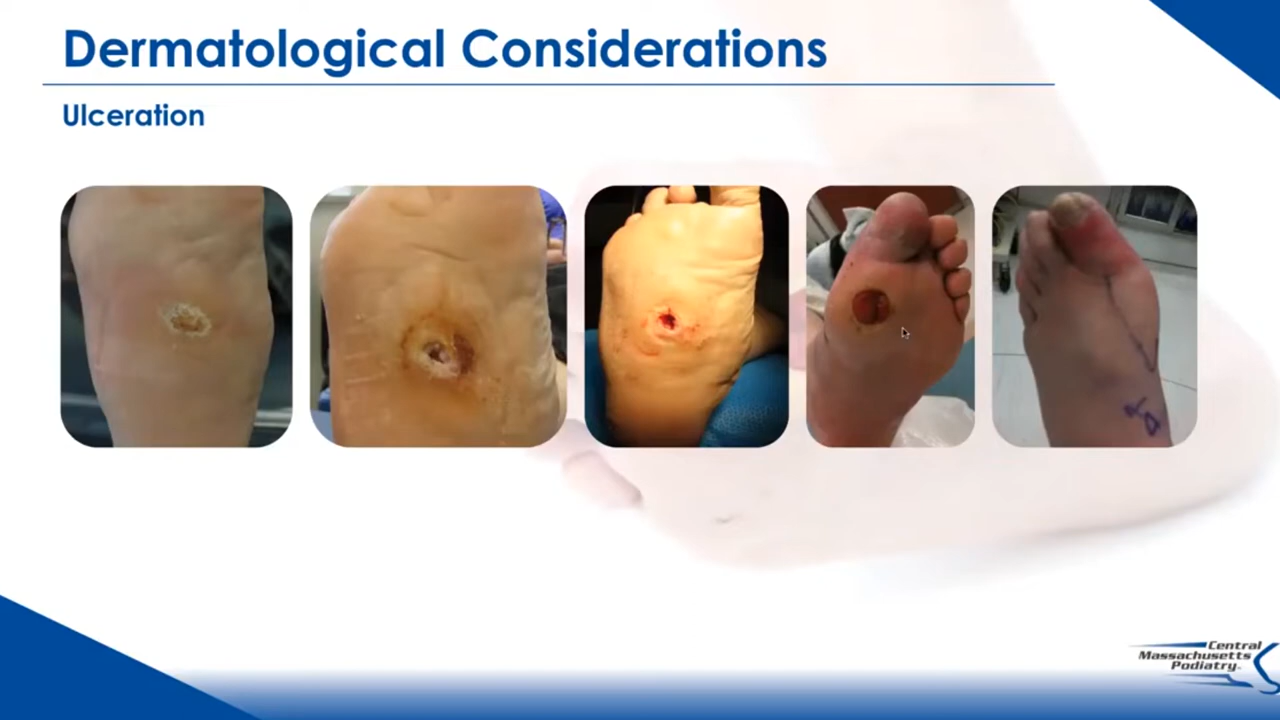 Dermatological Considerations
Ulceration
Central
Massachusetts
Podiatry